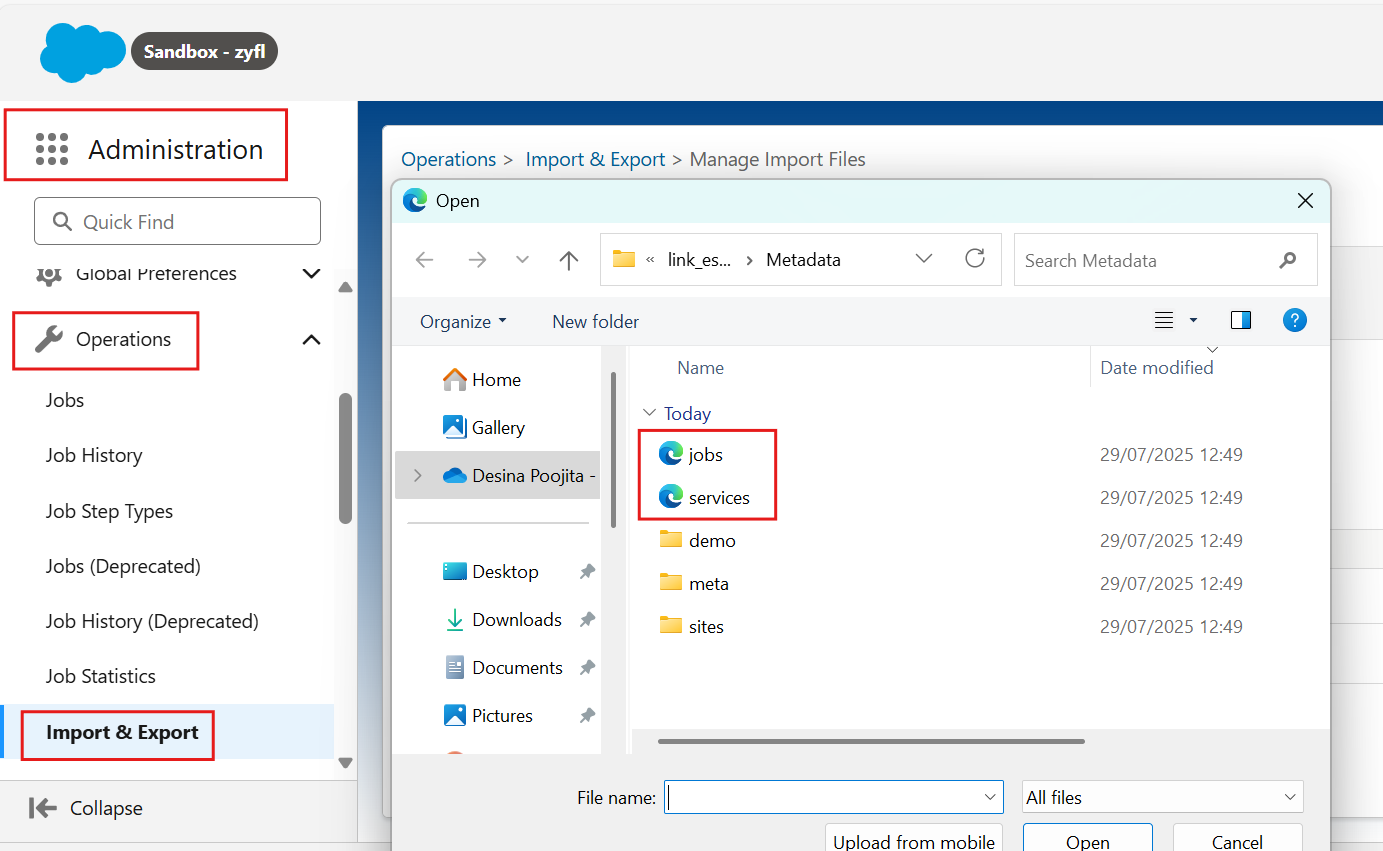 Sandbox - zyfl
Administration
Quick Find
Global Preferences
Operations
Jobs
Job History
Job Step Types
Jobs (Deprecated)
Job History (Deprecated)
Job Statistics
Import & Export
Collapse
Operations > Import & Export > Manage Import Files
Open
« link_es... > Metadata
Search Metadata
Organize
New folder
?
Home
Gallery
Desina Poojita -
Desktop
Downloads
Documents
Pictures
Name Date modified
Today
jobs 29/07/2025 12:49
services 29/07/2025 12:49
demo 29/07/2025 12:49
meta 29/07/2025 12:49
sites 29/07/2025 12:49
File name:
All files
Upload from mobile
Open
Cancel